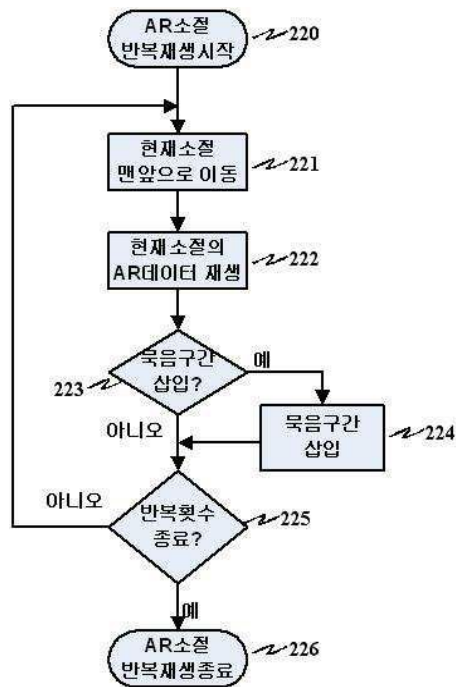 AR소절
반복재생시작
220
현재소절
맨앞으로 이동
221
현재소절의
AR데이터 재생
222
묵음구간
삽입?
223
예
아니오
묵음구간
삽입
224
아니오
반복횟수
종료?
225
예
AR소절
반복재생종료
226